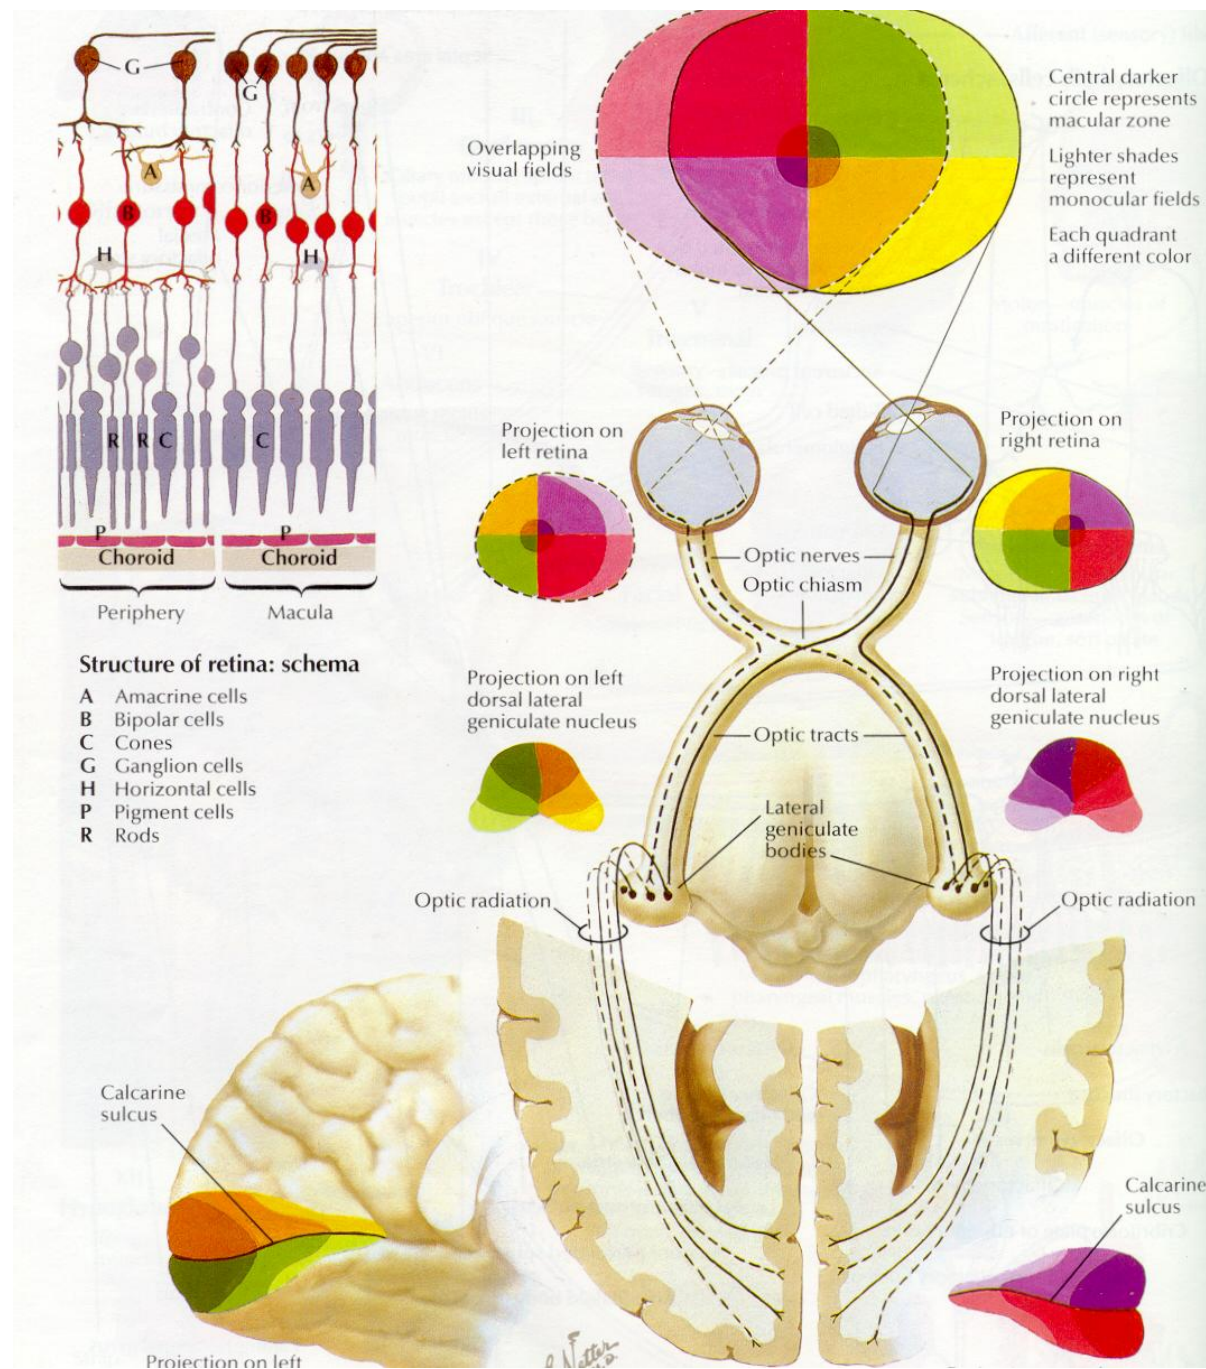 G
G
A
A
B
B
H
H
R
R
C
C
P
P
Choroid
Choroid
Periphery
Macula
Structure of retina: schema
A Amacrine cells
B Bipolar cells
C Cones
G Ganglion cells
H Horizontal cells
P Pigment cells
R Rods
Overlapping
visual fields
Central darker
circle represents
macular zone
Lighter shades
represent
monocular fields
Each quadrant
a different color
Projection on
left retina
Projection on
right retina
Optic nerves
Optic chiasm
Projection on left
dorsal lateral
geniculate nucleus
Projection on right
dorsal lateral
geniculate nucleus
Optic tracts
Lateral
geniculate
bodies
Optic radiation
Optic radiation
Calcarine
sulcus
Calcarine
sulcus
Projection on left
Netter